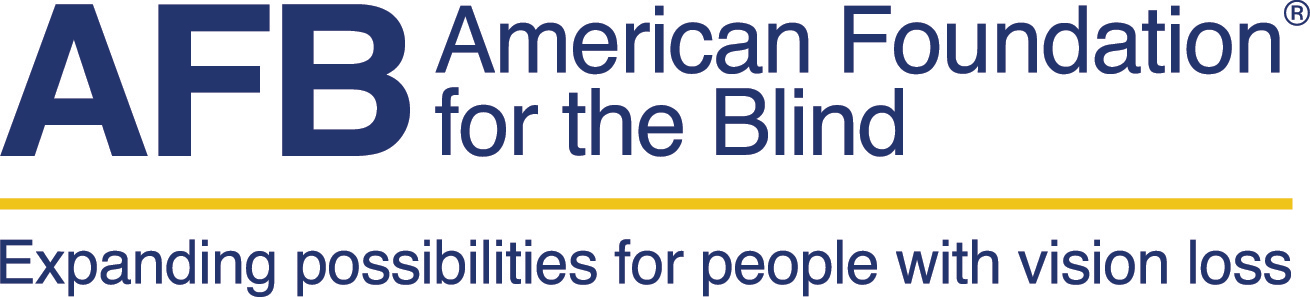 AFB American Foundation®
for the Blind
Expanding possibilities for people with vision loss